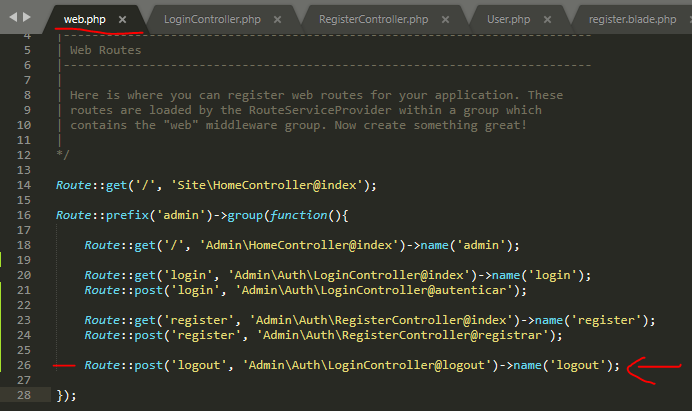 web.php × LoginController.php × RegisterController.php × User.php × register.blade.php
4 |--------------------------------------------------------------------------
5 | Web Routes
6 |--------------------------------------------------------------------------
7 |
8 | Here is where you can register web routes for your application. These
9 | routes are loaded by the RouteServiceProvider within a group which
10 | contains the "web" middleware group. Now create something great!
11 |
12 */
13
14 Route::get('/', 'Site\HomeController@index');
15
16 Route::prefix('admin')->group(function(){
17
18 Route::get('/', 'Admin\HomeController@index')->name('admin');
19
20 Route::get('login', 'Admin\Auth\LoginController@index')->name('login');
21 Route::post('login', 'Admin\Auth\LoginController@autenticar');
22
23 Route::get('register', 'Admin\Auth\RegisterController@index')->name('register');
24 Route::post('register', 'Admin\Auth\RegisterController@registrar');
25
26 Route::post('logout', 'Admin\Auth\LoginController@logout')->name('logout');
27
28 });